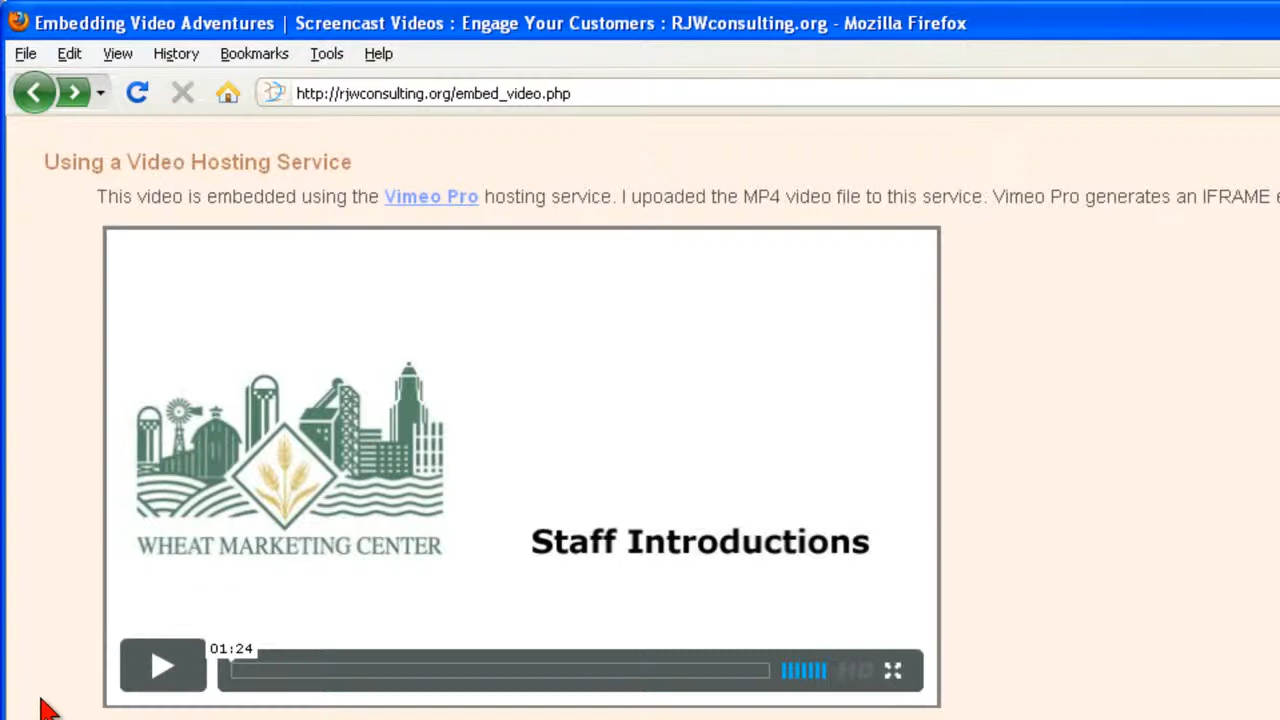 Embedding Video Adventures | Screencast Videos : Engage Your Customers : RJWconsulting.org - Mozilla Firefox
File Edit View History Bookmarks Tools Help
http://rjwconsulting.org/embed_video.php
Using a Video Hosting Service
This video is embedded using the Vimeo Pro hosting service. I upoaded the MP4 video file to this service. Vimeo Pro generates an IFRAME
WHEAT MARKETING CENTER
Staff Introductions
01:24
HD